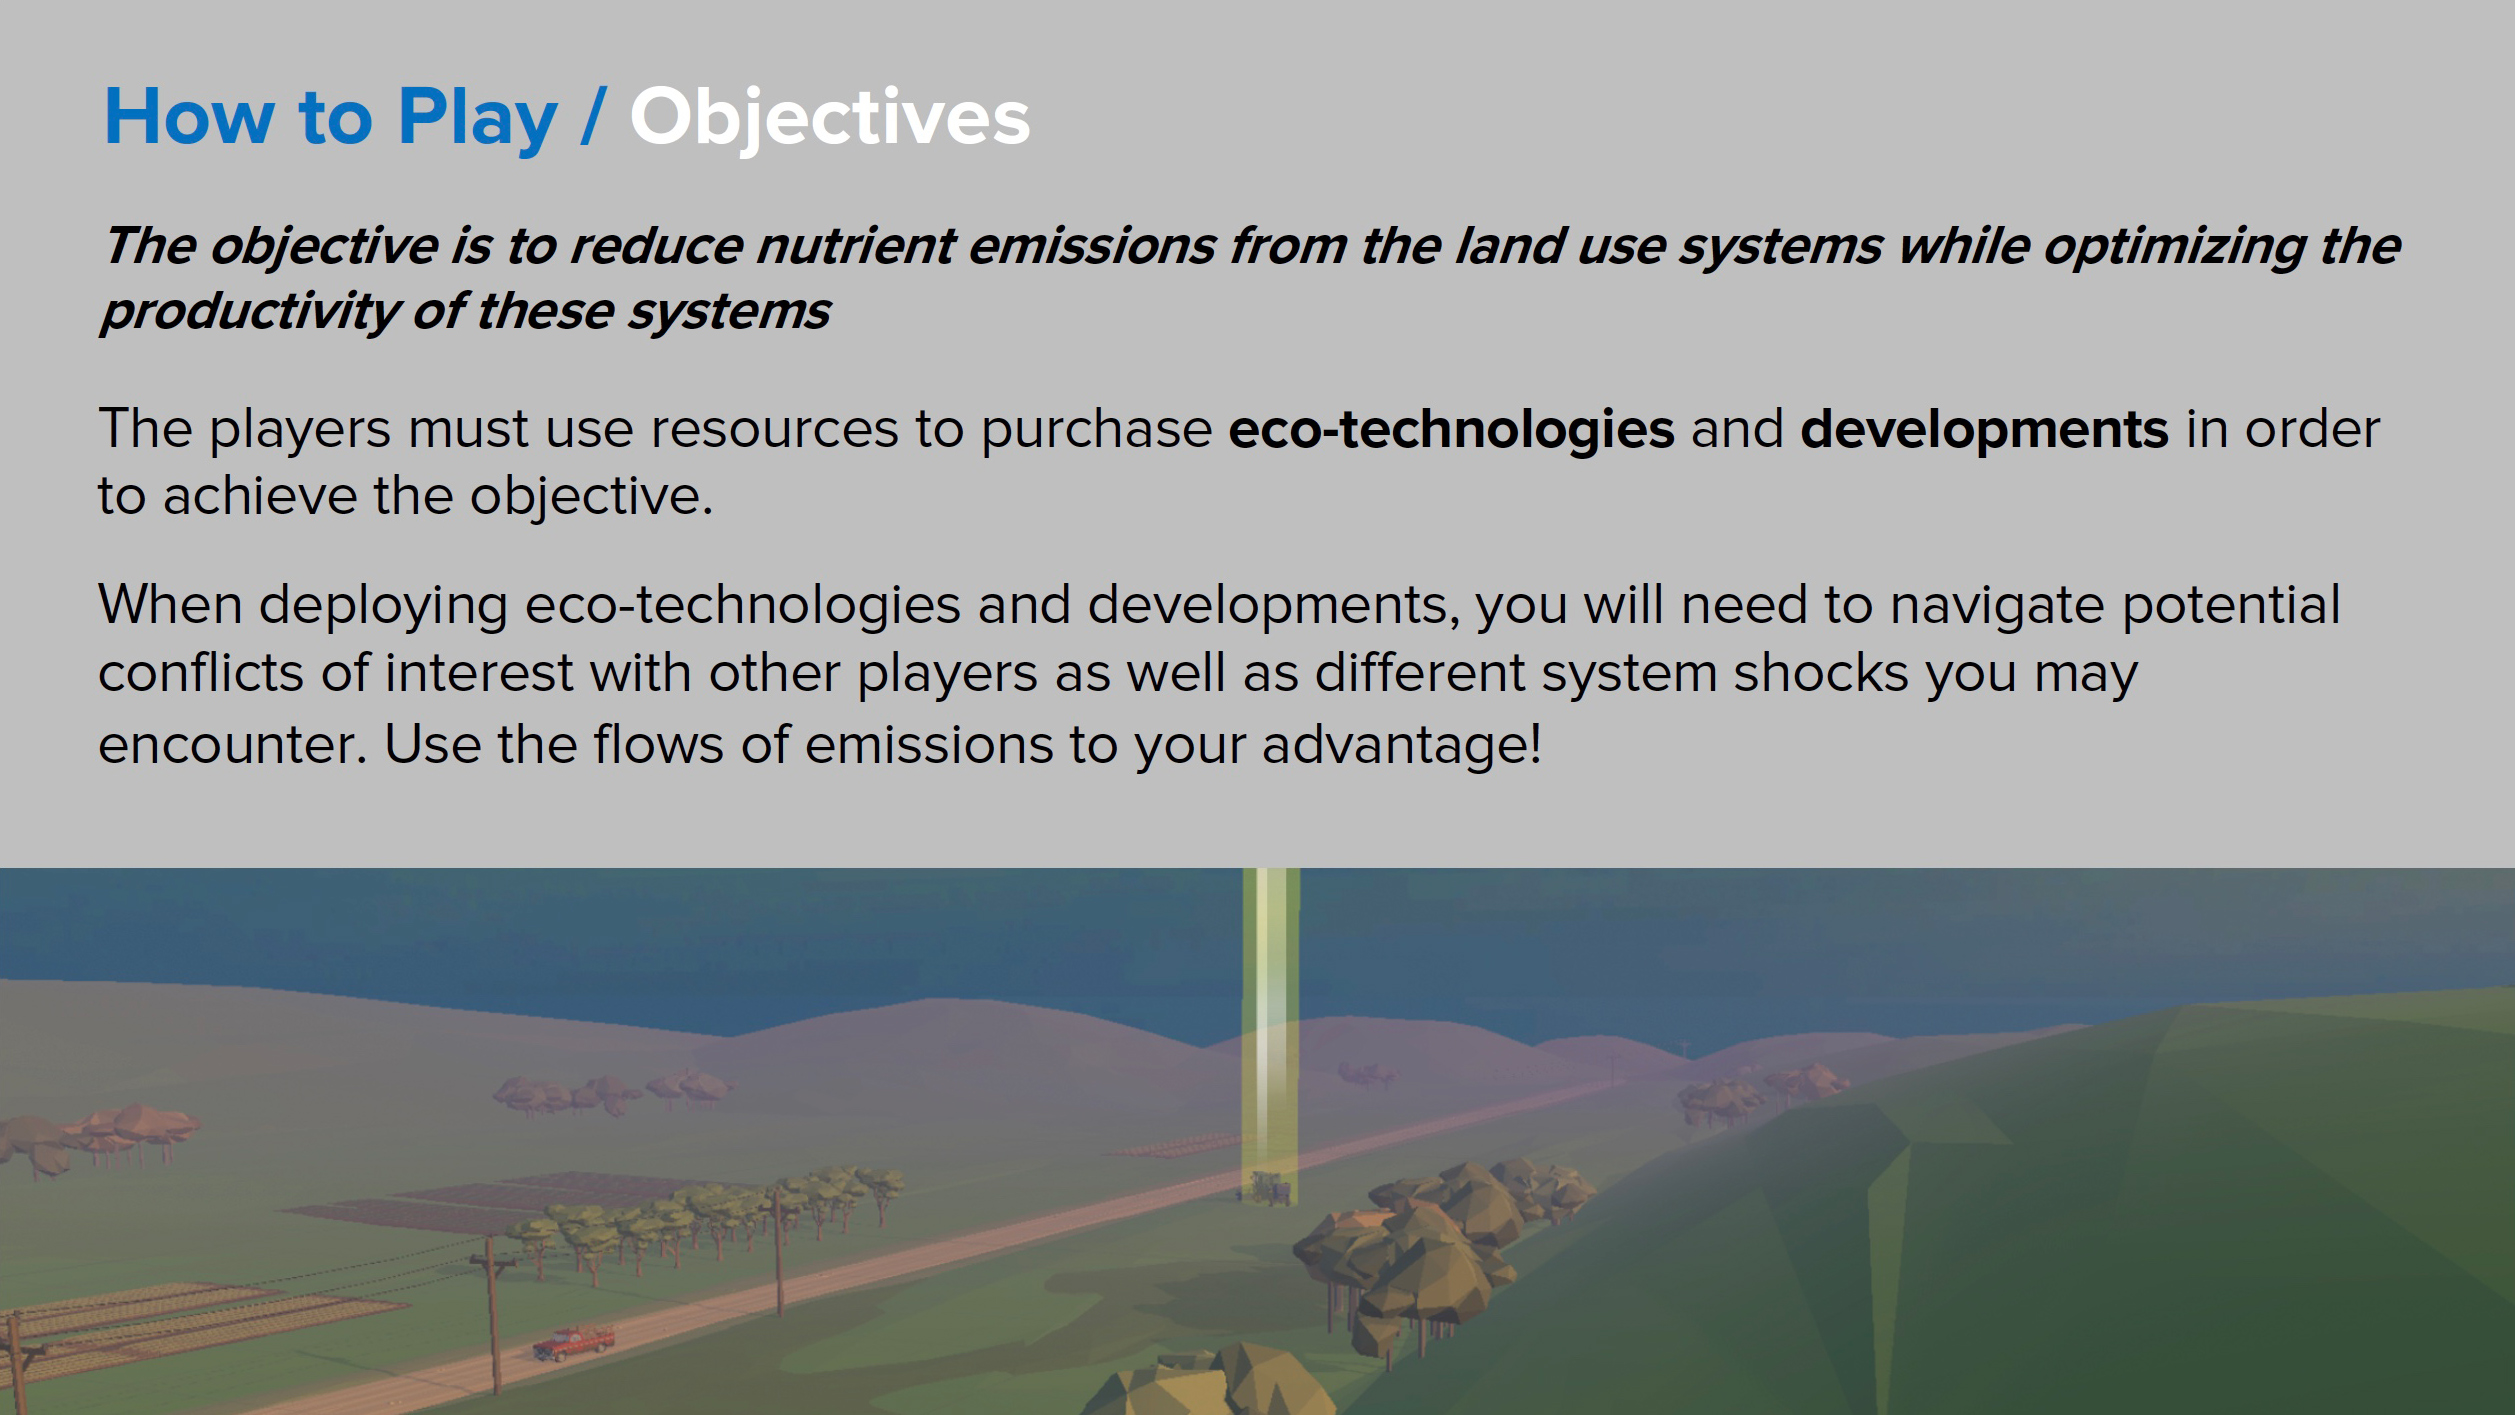 How to Play / Objectives
The objective is to reduce nutrient emissions from the land use systems while optimizing the
productivity of these systems
The players must use resources to purchase eco-technologies and developments in order
to achieve the objective.
When deploying eco-technologies and developments, you will need to navigate potential
conflicts of interest with other players as well as different system shocks you may
encounter. Use the flows of emissions to your advantage!